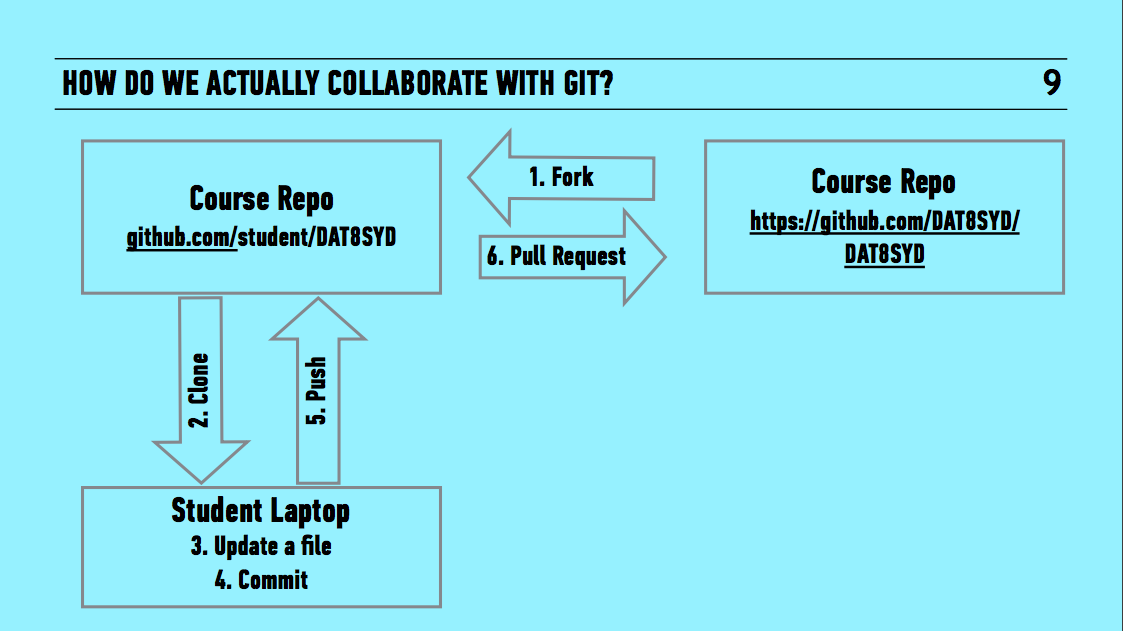 HOW DO WE ACTUALLY COLLABORATE WITH GIT?
9
Course Repo
github.com/student/DAT8SYD
1. Fork
6. Pull Request
Course Repo
https://github.com/DAT8SYD/
DAT8SYD
2. Clone
5. Push
Student Laptop
3. Update a file
4. Commit